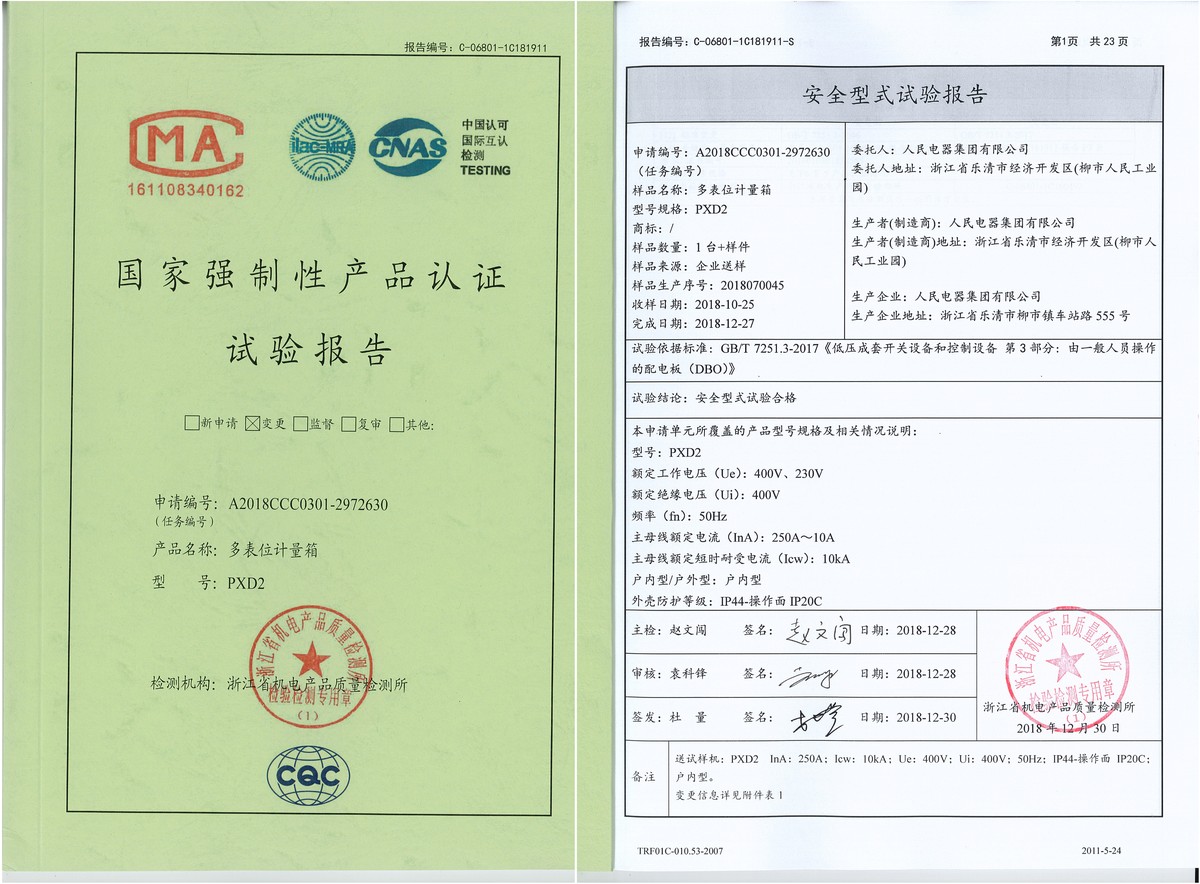 报告编号：C-06801-1C181911
MA
161108340162
ilac-MRA
CNAS
中国认可
国际互认
检测
TESTING
国家强制性产品认证
试验报告
□新申请 ☒变更 □监督 □复审 □其他:
申请编号：A2018CCC0301-2972630
（任务编号）
产品名称：多表位计量箱
型 号：PXD2
浙江省机电产品质量检测所
检测机构：浙江省机电产品质量检测所
检验检测专用章
（1）
CQC
报告编号：C-06801-1C181911-S
第1页 共 23 页
安全型式试验报告
申请编号：A2018CCC0301-2972630
（任务编号）
样品名称：多表位计量箱
型号规格：PXD2
商标：/
样品数量：1 台+样件
样品来源：企业送样
样品生产序号：2018070045
收样日期：2018-10-25
完成日期：2018-12-27
委托人：人民电器集团有限公司
委托人地址：浙江省乐清市经济开发区(柳市人民工业
园)
生产者(制造商)：人民电器集团有限公司
生产者(制造商)地址：浙江省乐清市经济开发区(柳市人
民工业园)
生产企业：人民电器集团有限公司
生产企业地址：浙江省乐清市柳市镇车站路 555 号
试验依据标准：GB/T 7251.3-2017《低压成套开关设备和控制设备 第 3 部分：由一般人员操作
的配电板（DBO）》
试验结论：安全型式试验合格
本申请单元所覆盖的产品型号规格及相关情况说明：
型号：PXD2
额定工作电压（Ue）：400V、230V
额定绝缘电压（Ui）：400V
频率（fn）：50Hz
主母线额定电流（InA）：250A～10A
主母线额定短时耐受电流（Icw）：10kA
户内型/户外型：户内型
外壳防护等级：IP44-操作面 IP20C
主检：赵文闯 签名：赵文闯 日期：2018-12-28
审核：袁科锋 签名： 日期：2018-12-28
签发：杜 量 签名： 日期：2018-12-30
浙江省机电产品质量检测所
检验检测专用章
（1）
浙江省机电产品质量检测所
2018 年 12 月 30 日
备注
送试样机：PXD2 InA：250A；Icw：10kA；Ue：400V；Ui：400V；50Hz；IP44-操作面 IP20C；
户内型。
变更信息详见附件表 1
TRF01C-010.53-2007
2011-5-24